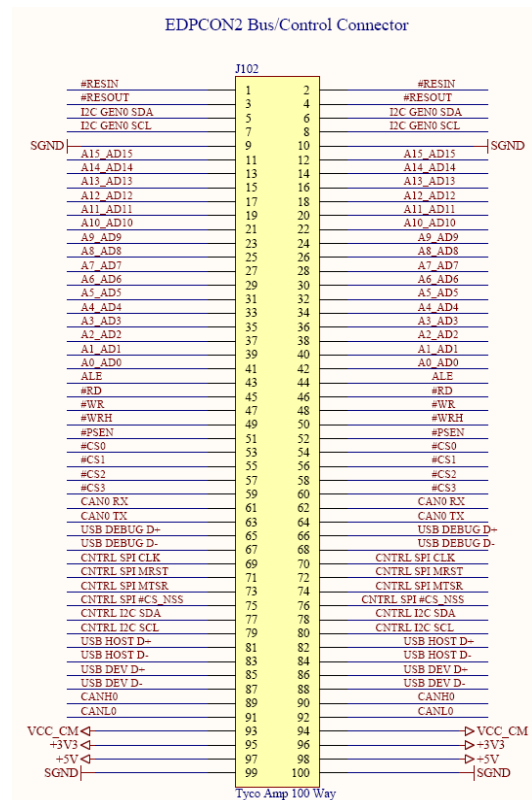 EDPCON2 Bus/Control Connector
J102
#RESIN 1 2 #RESIN
#RESOUT 3 4 #RESOUT
I2C GEN0 SDA 5 6 I2C GEN0 SDA
I2C GEN0 SCL 7 8 I2C GEN0 SCL
SGND 9 10 SGND
A15_AD15 11 12 A15_AD15
A14_AD14 13 14 A14_AD14
A13_AD13 15 16 A13_AD13
A12_AD12 17 18 A12_AD12
A11_AD11 19 20 A11_AD11
A10_AD10 21 22 A10_AD10
A9_AD9 23 24 A9_AD9
A8_AD8 25 26 A8_AD8
A7_AD7 27 28 A7_AD7
A6_AD6 29 30 A6_AD6
A5_AD5 31 32 A5_AD5
A4_AD4 33 34 A4_AD4
A3_AD3 35 36 A3_AD3
A2_AD2 37 38 A2_AD2
A1_AD1 39 40 A1_AD1
A0_AD0 41 42 A0_AD0
ALE 43 44 ALE
#RD 45 46 #RD
#WR 47 48 #WR
#WRH 49 50 #WRH
#PSEN 51 52 #PSEN
#CS0 53 54 #CS0
#CS1 55 56 #CS1
#CS2 57 58 #CS2
#CS3 59 60 #CS3
CAN0 RX 61 62 CAN0 RX
CAN0 TX 63 64 CAN0 TX
USB DEBUG D+ 65 66 USB DEBUG D+
USB DEBUG D- 67 68 USB DEBUG D-
CNTRL SPI CLK 69 70 CNTRL SPI CLK
CNTRL SPI MRST 71 72 CNTRL SPI MRST
CNTRL SPI MTSR 73 74 CNTRL SPI MTSR
CNTRL SPI #CS_NSS 75 76 CNTRL SPI #CS_NSS
CNTRL I2C SDA 77 78 CNTRL I2C SDA
CNTRL I2C SCL 79 80 CNTRL I2C SCL
USB HOST D+ 81 82 USB HOST D+
USB HOST D- 83 84 USB HOST D-
USB DEV D+ 85 86 USB DEV D+
USB DEV D- 87 88 USB DEV D-
CANH0 89 90 CANH0
CANL0 91 92 CANL0
VCC_CM 93 94 VCC_CM
+3V3 95 96 +3V3
+5V 97 98 +5V
SGND 99 100 SGND
Tyco Amp 100 Way